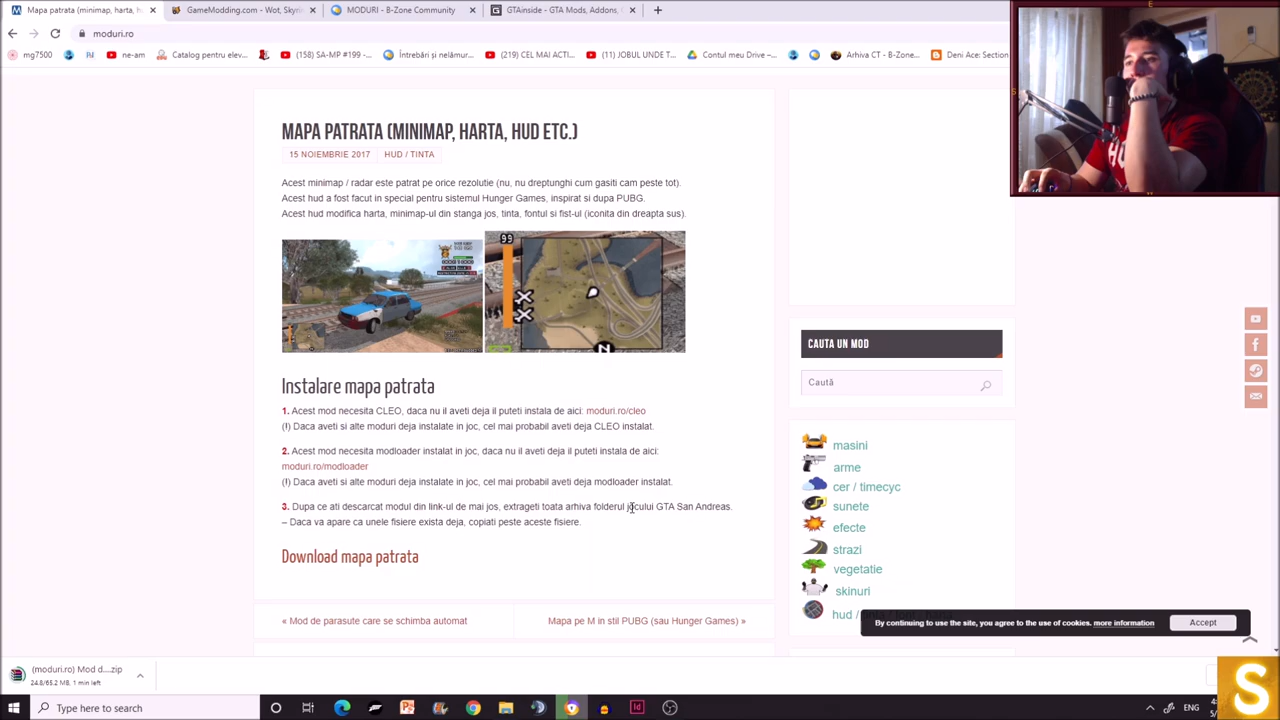 Mapa patrata (minimap, harta, h
GameModding.com - Wot, Skyri
MODURI - B-Zone Community
GTAinside - GTA Mods, Addons, C
moduri.ro
mg7500
ne-am
Catalog pentru elev...
(158) SA-MP #199 -...
Întrebări și nelămur...
(219) CEL MAI ACTI...
(11) JOBUL UNDE T...
Contul meu Drive –...
Arhiva CT - B-Zone...
Deni Ace: Section
MAPA PATRATA (MINIMAP, HARTA, HUD ETC.)
15 NOIEMBRIE 2017 HUD / TINTA
Acest minimap / radar este patrat pe orice rezolutie (nu, nu dreptunghi cum gasiti cam peste tot).
Acest hud a fost facut in special pentru sistemul Hunger Games, inspirat si dupa PUBG.
Acest hud modifica harta, minimap-ul din stanga jos, tinta, fontul si fist-ul (iconita din dreapta sus).
99
N
Instalare mapa patrata
1. Acest mod necesita CLEO, daca nu il aveti deja il puteti instala de aici: moduri.ro/cleo
(!) Daca aveti si alte moduri deja instalate in joc, cel mai probabil aveti deja CLEO instalat.
2. Acest mod necesita modloader instalat in joc, daca nu il aveti deja il puteti instala de aici:
moduri.ro/modloader
(!) Daca aveti si alte moduri deja instalate in joc, cel mai probabil aveti deja modloader instalat.
3. Dupa ce ati descarcat modul din link-ul de mai jos, extrageti toata arhiva folderul jocului GTA San Andreas.
– Daca va apare ca unele fisiere exista deja, copiati peste aceste fisiere.
Download mapa patrata
« Mod de parasute care se schimba automat
Mapa pe M in stil PUBG (sau Hunger Games) »
CAUTA UN MOD
Caută
masini
arme
cer / timecyc
sunete
efecte
strazi
vegetatie
skinuri
hud /
By continuing to use the site, you agree to the use of cookies. more information
Accept
(moduri.ro) Mod d....zip
24.8/65.2 MB, 1 min left
Type here to search
ENG
S